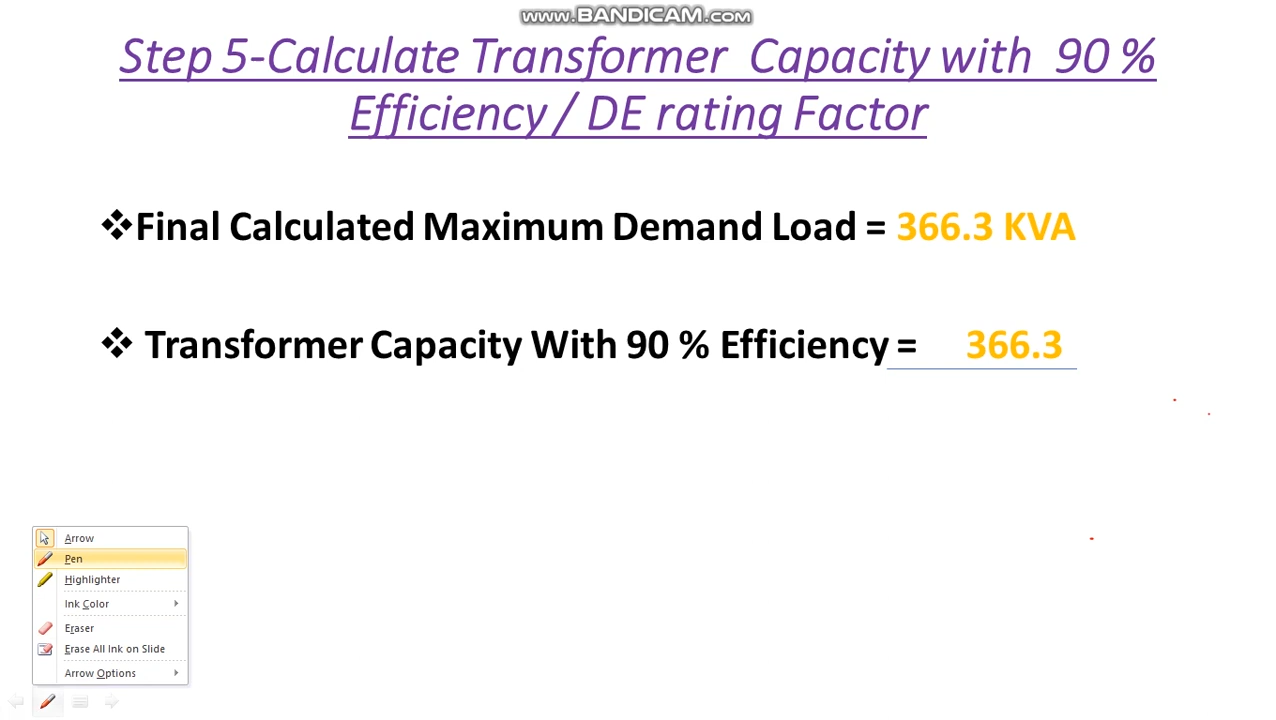 www.BANDICAM.com
Step 5-Calculate Transformer Capacity with 90 %
Efficiency / DE rating Factor
❖Final Calculated Maximum Demand Load = 366.3 KVA
❖ Transformer Capacity With 90 % Efficiency = 366.3
Arrow
Pen
Highlighter
Ink Color
Eraser
Erase All Ink on Slide
Arrow Options